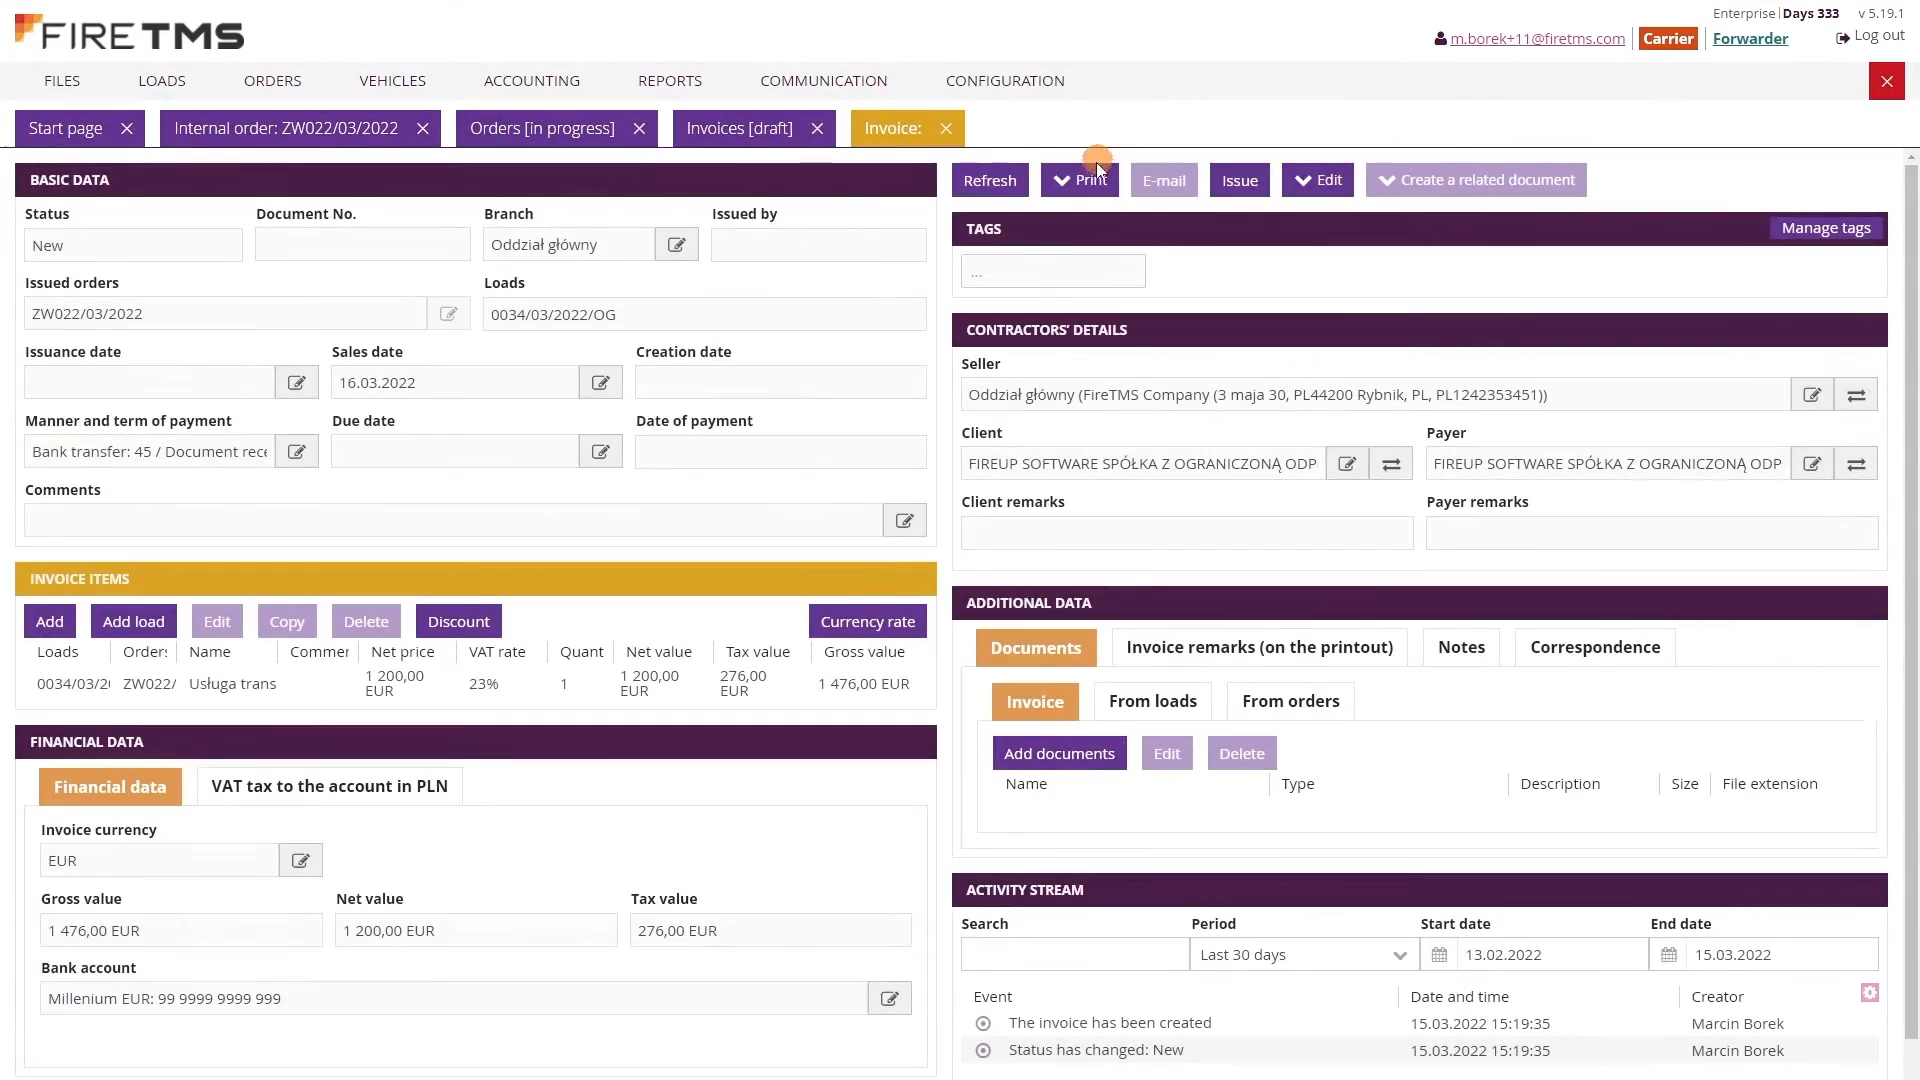 FIRETMS
Enterprise | Days 333 v 5.19.1
m.borek+11@firetms.com Carrier Forwarder Log out
FILES LOADS ORDERS VEHICLES ACCOUNTING REPORTS COMMUNICATION CONFIGURATION
Start page Internal order: ZW022/03/2022 Orders [in progress] Invoices [draft] Invoice:
BASIC DATA
Status Document No. Branch Issued by
New Oddział główny
Issued orders Loads
ZW022/03/2022 0034/03/2022/OG
Issuance date Sales date Creation date
16.03.2022
Manner and term of payment Due date Date of payment
Bank transfer: 45 / Document rece
Comments
INVOICE ITEMS
Add Add load Edit Copy Delete Discount Currency rate
Loads Orders Name Commer Net price VAT rate Quant Net value Tax value Gross value
0034/03/20 ZW022/ Usługa trans 1 200,00 EUR 23% 1 1 200,00 EUR 276,00 EUR 1 476,00 EUR
FINANCIAL DATA
Financial data VAT tax to the account in PLN
Invoice currency
EUR
Gross value Net value Tax value
1 476,00 EUR 1 200,00 EUR 276,00 EUR
Bank account
Millenium EUR: 99 9999 9999 999
Refresh Print E-mail Issue Edit Create a related document
TAGS Manage tags
...
CONTRACTORS' DETAILS
Seller
Oddział główny (FireTMS Company (3 maja 30, PL44200 Rybnik, PL, PL1242353451))
Client Payer
FIREUP SOFTWARE SPÓŁKA Z OGRANICZONĄ ODP FIREUP SOFTWARE SPÓŁKA Z OGRANICZONĄ ODP
Client remarks Payer remarks
ADDITIONAL DATA
Documents Invoice remarks (on the printout) Notes Correspondence
Invoice From loads From orders
Add documents Edit Delete
Name Type Description Size File extension
ACTIVITY STREAM
Search Period Start date End date
Last 30 days 13.02.2022 15.03.2022
Event Date and time Creator
The invoice has been created 15.03.2022 15:19:35 Marcin Borek
Status has changed: New 15.03.2022 15:19:35 Marcin Borek